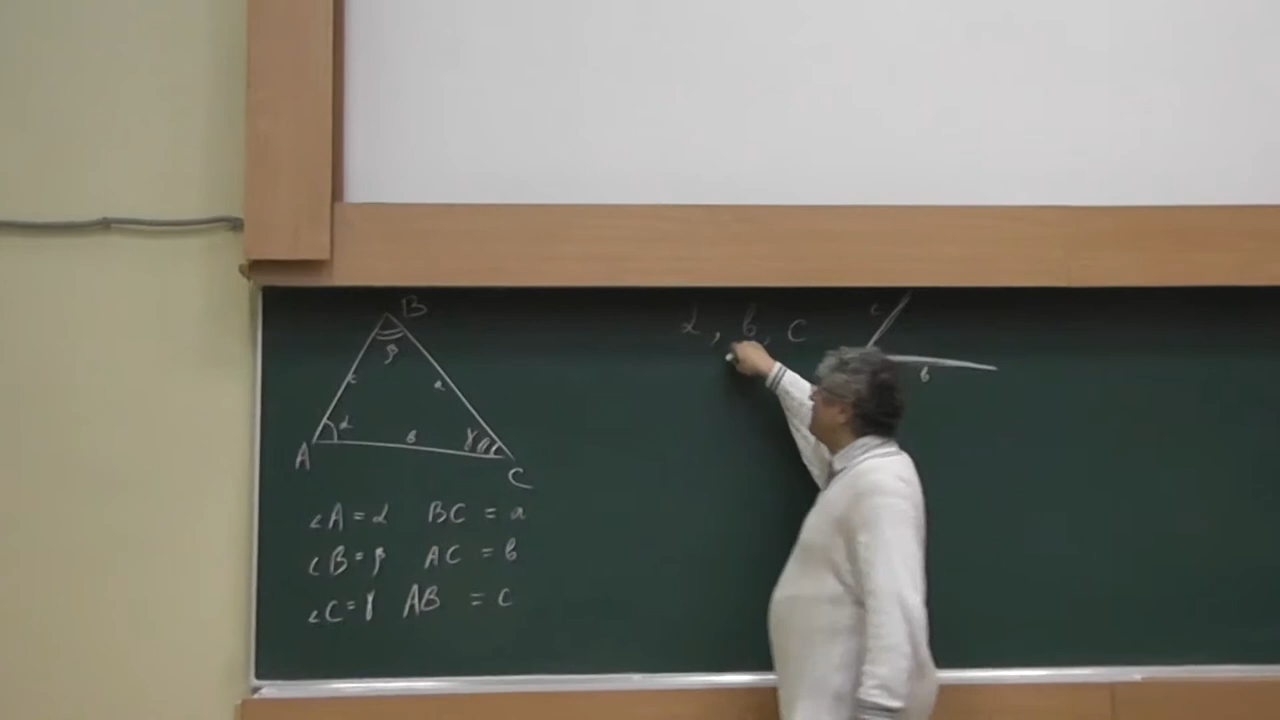 B
β
c
a
α
в
γ
A
C
∠A = α BC = a
∠B = β AC = в
∠C = γ AB = c
α, в, c
c
в